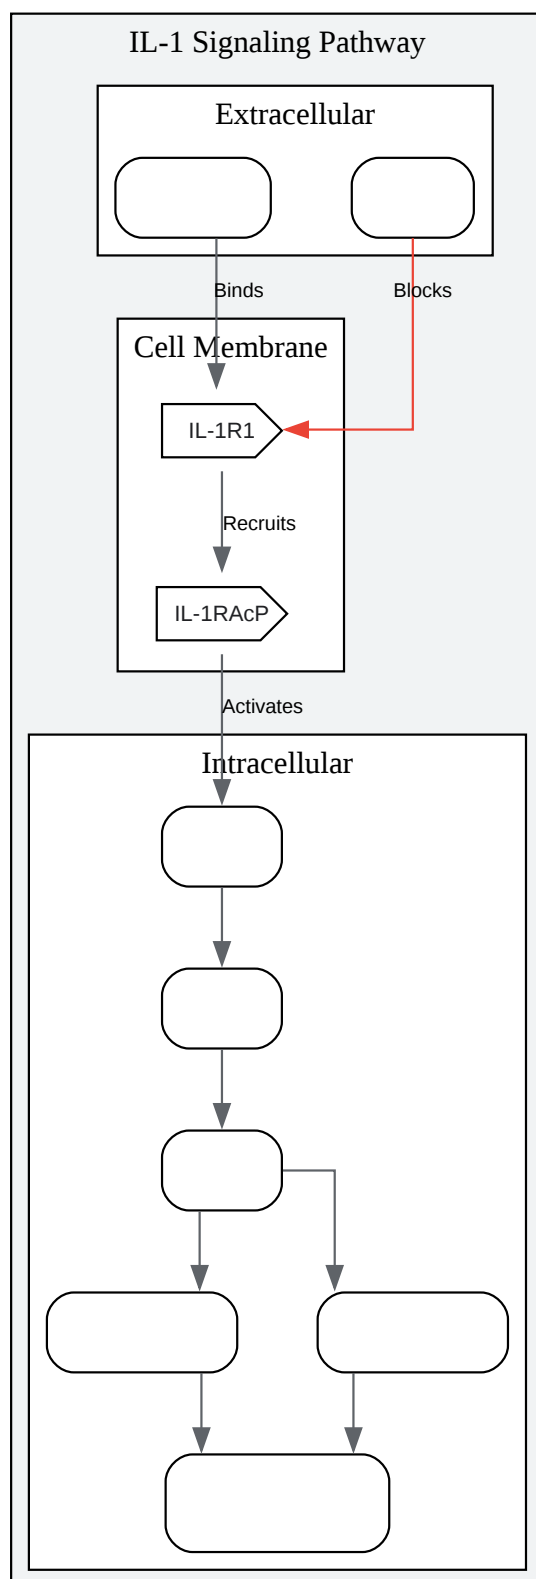 IL-1 Signaling Pathway
Extracellular
Binds
Blocks
Cell Membrane
IL-1R1
Recruits
IL-1RAcP
Activates
Intracellular